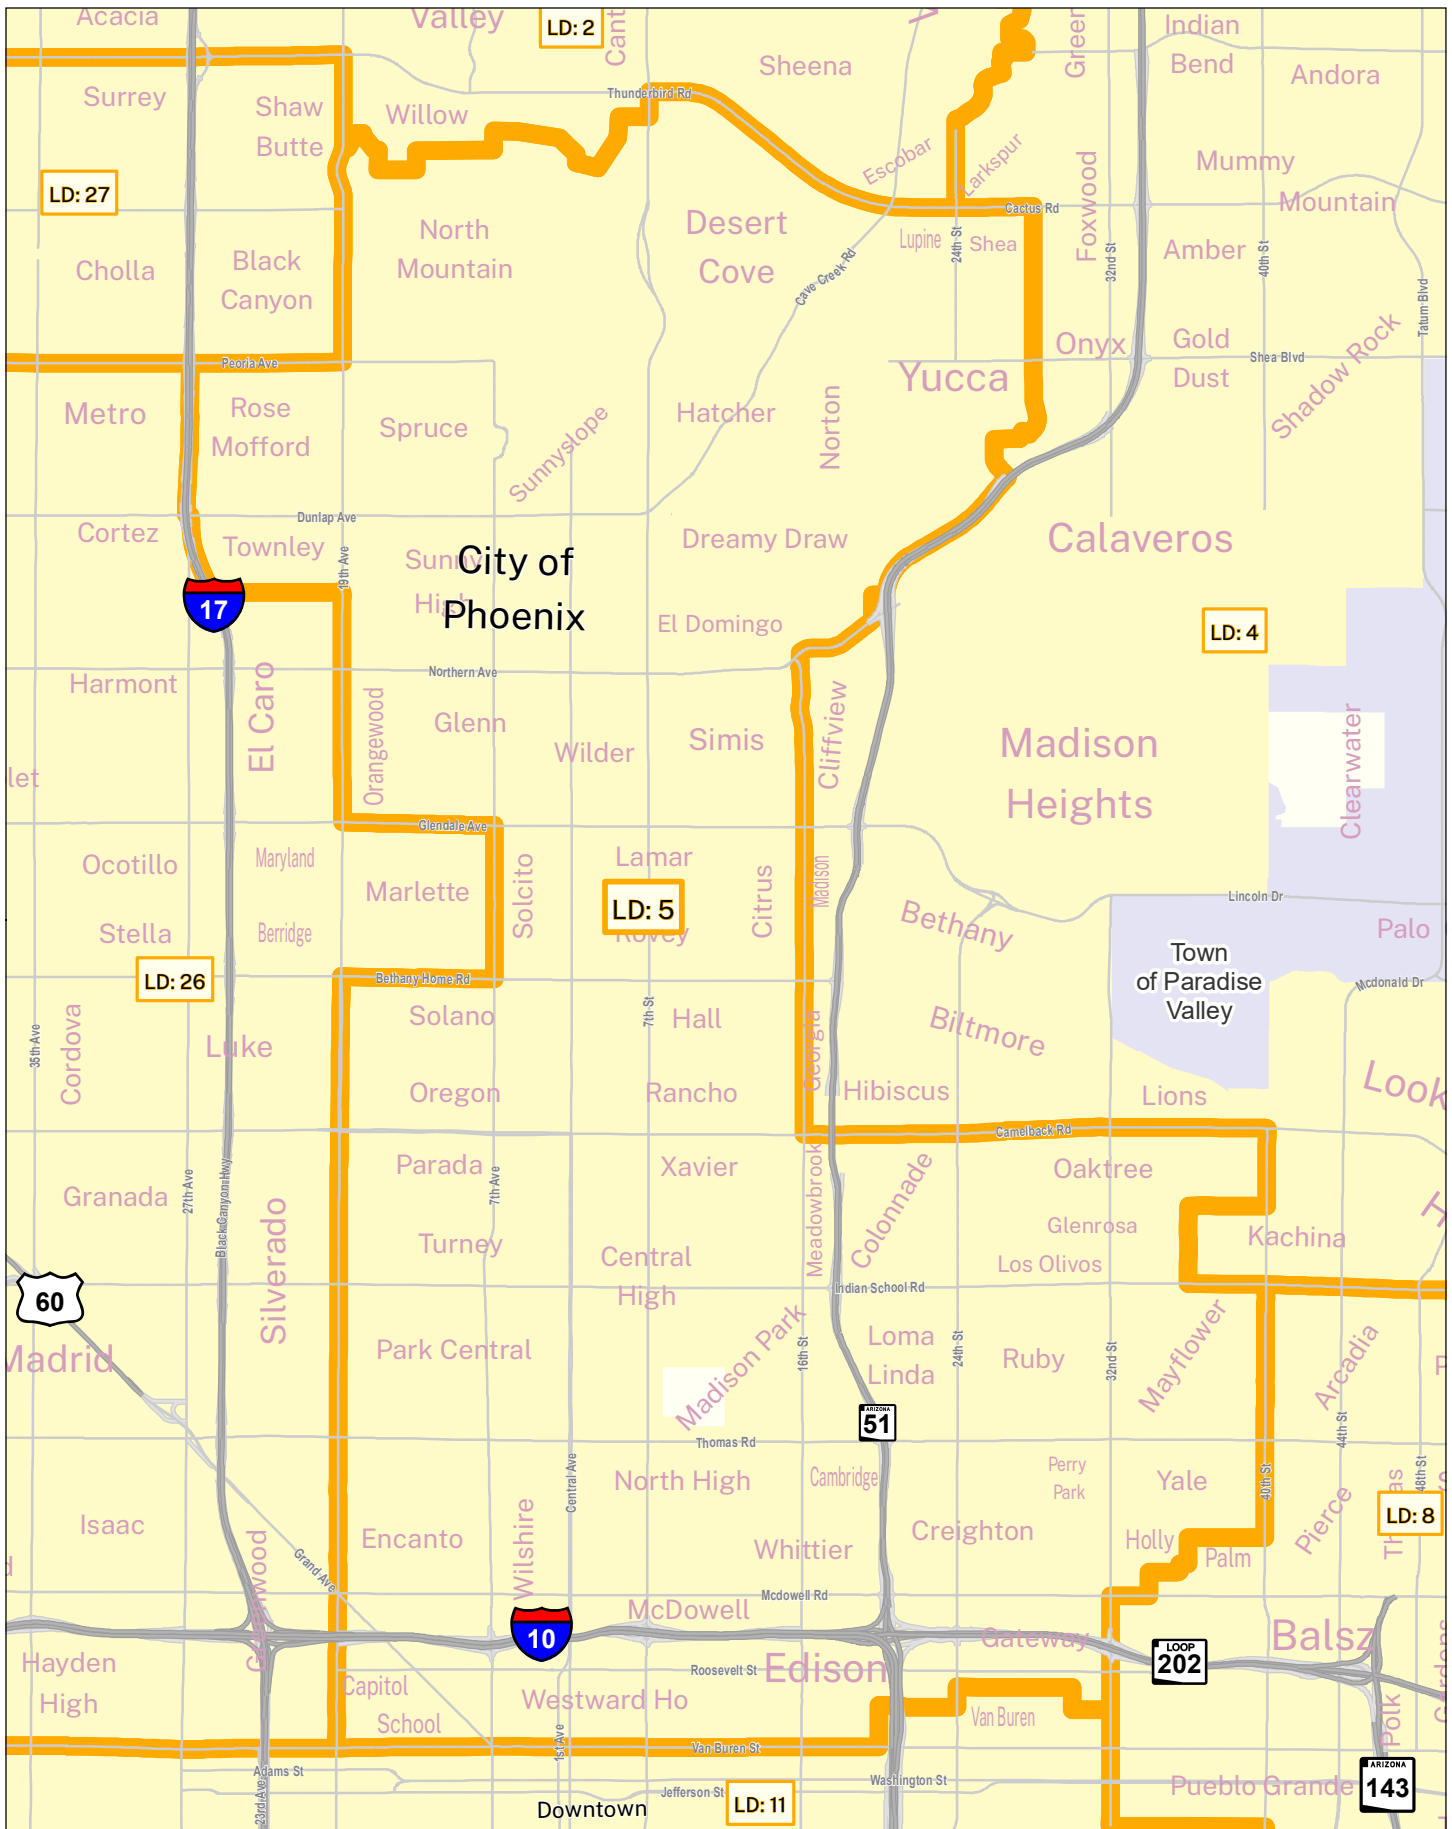 Acacia
Valley
LD: 2
Cant
Sheena
Green
Indian
Bend
Andora
Surrey
Shaw
Butte
Willow
Thunderbird Rd
Escobar
Larkspur
Foxwood
Mummy
Mountain
LD: 27
Cholla
Black
Canyon
North
Mountain
Desert
Cove
Cave Creek Rd
Lupine
24th St
Shea
Cactus Rd
32nd St
Amber
40th St
Tatum Blvd
Peoria Ave
Yucca
Onyx
Gold
Dust
Shea Blvd
Shadow Rock
Metro
Rose
Mofford
Spruce
Sunnyslope
Hatcher
Norton
Cortez
Townley
Dunlap Ave
19th Ave
Sunny
High
City of
Phoenix
Dreamy Draw
Calaveros
17
El Domingo
LD: 4
Harmont
El Caro
Northern Ave
Orangewood
Glenn
Wilder
Simis
Cliffview
Madison
Heights
Clearwater
let
Glendale Ave
Ocotillo
Maryland
Marlette
Solcito
Lamar
LD: 5
Rovey
Citrus
Madison
Bethany
Lincoln Dr
Stella
Berridge
Palo
LD: 26
Bethany Home Rd
Town
of Paradise
Valley
Mcdonald Dr
35th Ave
Cordova
Luke
Solano
7th St
Hall
Georgia
Biltmore
Oregon
Rancho
Hibiscus
Lions
Look
Camelback Rd
Granada
27th Ave
Black Canyon Hwy
Parada
7th Ave
Xavier
Meadowbrook
Colonnade
Oaktree
Glenrosa
Kachina
H
Silverado
Turney
Central
High
Los Olivos
Indian School Rd
60
Madrid
Park Central
Madison Park
16th St
Loma
Linda
24th St
Ruby
32nd St
Mayflower
Arcadia
ARIZONA
51
Thomas Rd
44th St
North High
Cambridge
Perry
Park
Yale
40th St
48th St
LD: 8
Isaac
Encanto
Wilshire
Central Ave
Whittier
Creighton
Holly
Palm
Pierce
Grand Ave
Mcdowell Rd
McDowell
10
Gateway
LOOP
202
Balsz
Hayden
High
Capitol
School
Roosevelt St
Edison
Westward Ho
Van Buren
Polk
Gardens
1st Ave
Van Buren St
Adams St
23rd Ave
Jefferson St
Washington St
Downtown
LD: 11
Pueblo Grande
ARIZONA
143